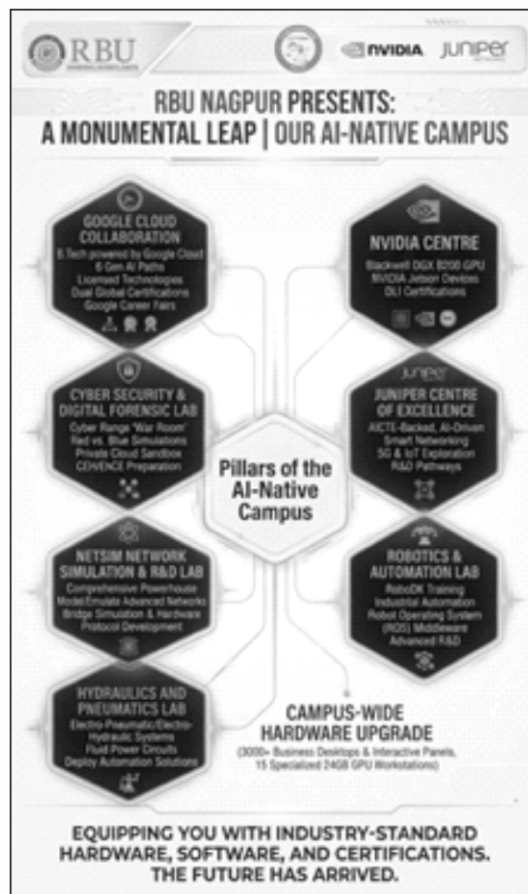 RBU
NVIDIA
JUNIPER
RBU NAGPUR PRESENTS:
A MONUMENTAL LEAP | OUR AI-NATIVE CAMPUS
GOOGLE CLOUD
COLLABORATION
B.Tech powered by Google Cloud
6 Gen AI Paths
Licensed Technologies
Dual Global Certifications
Google Career Fairs
NVIDIA CENTRE
Blackwell DGX B200 GPU
NVIDIA Jetson Devices
DLI Certifications
CYBER SECURITY &
DIGITAL FORENSIC LAB
Cyber Range 'War Room'
Red vs. Blue Simulations
Private Cloud Sandbox
Preparation
JUNIPER
JUNIPER CENTRE
OF EXCELLENCE
AICTE-Backed, AI-Driven
Smart Networking
5G & IoT Exploration
R&D Pathways
Pillars of the
AI-Native
Campus
NETSIM NETWORK
SIMULATION & R&D LAB
Comprehensive Powerhouse
Model/Emulate Advanced Networks
Bridge Simulation & Hardware
Protocol Development
ROBOTICS &
AUTOMATION LAB
RoboDK Training
Industrial Automation
Robot Operating System
(ROS) Middleware
Advanced R&D
HYDRAULICS AND
PNEUMATICS LAB
Electro-Pneumatic/Electro-
Hydraulic Systems
Fluid Power Circuits
Deploy Automation Solutions
CAMPUS-WIDE
HARDWARE UPGRADE
(3000+ Business Desktops & Interactive Panels,
15 Specialized 24GB GPU Workstations)
EQUIPPING YOU WITH INDUSTRY-STANDARD
HARDWARE, SOFTWARE, AND CERTIFICATIONS.
THE FUTURE HAS ARRIVED.